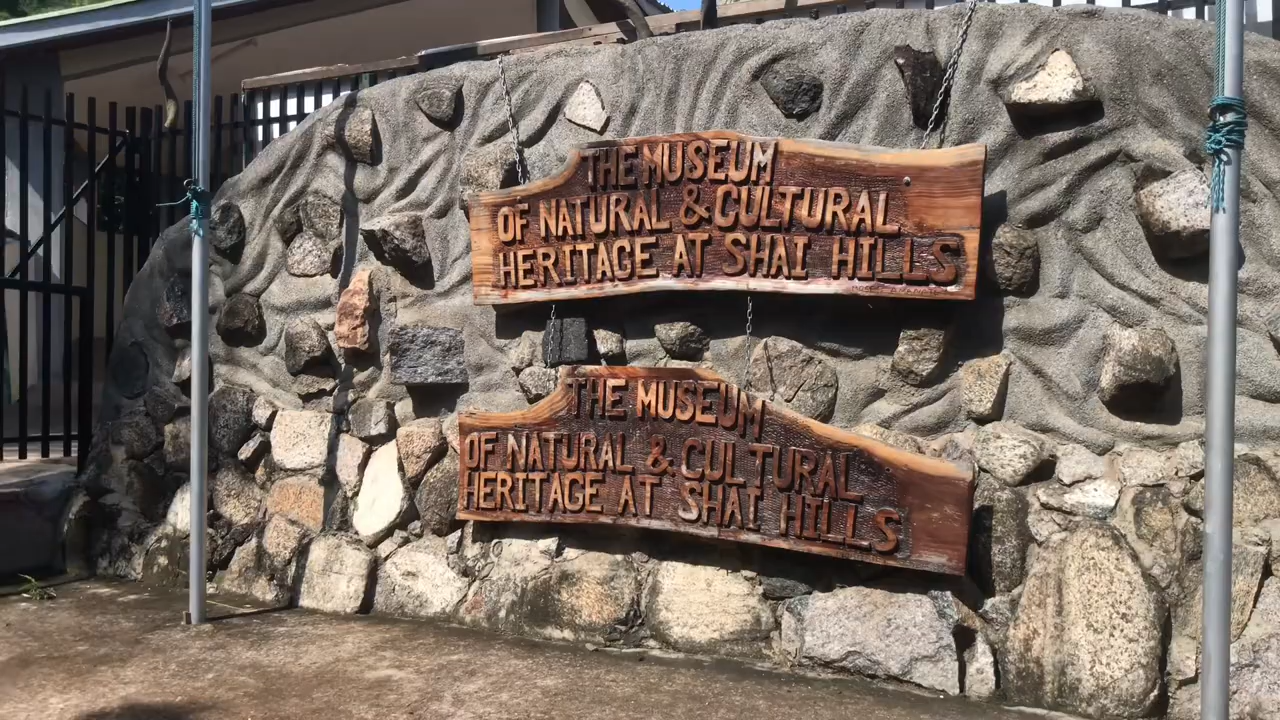 THE MUSEUM
OF NATURAL & CULTURAL
HERITAGE AT SHAI HILLS
THE MUSEUM
OF NATURAL & CULTURAL
HERITAGE AT SHAI HILLS